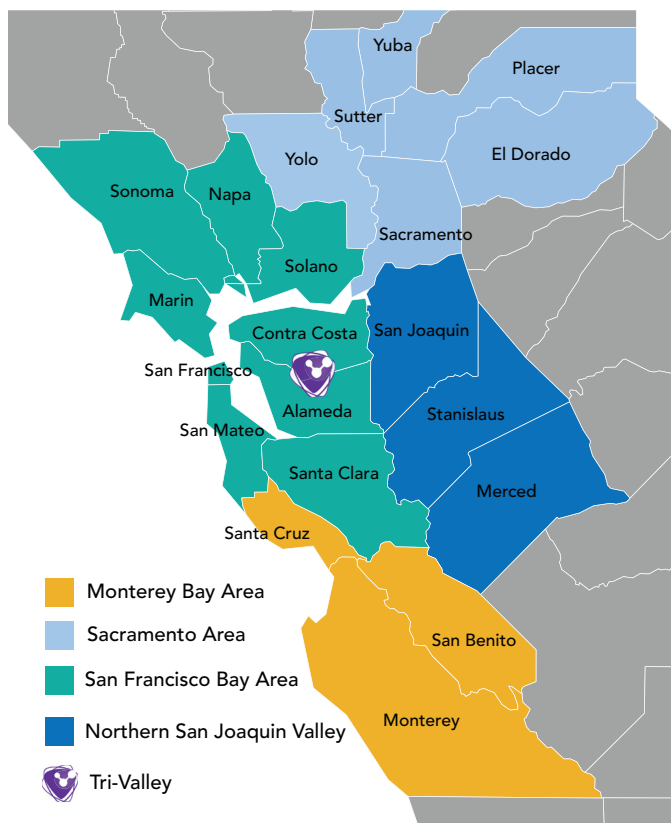 Yuba
Placer
Sutter
El Dorado
Yolo
Sonoma
Napa
Sacramento
Solano
Marin
Contra Costa
San Joaquin
San Francisco
Alameda
Stanislaus
San Mateo
Santa Clara
Merced
Santa Cruz
Monterey Bay Area
Sacramento Area
San Benito
San Francisco Bay Area
Monterey
Northern San Joaquin Valley
Tri-Valley